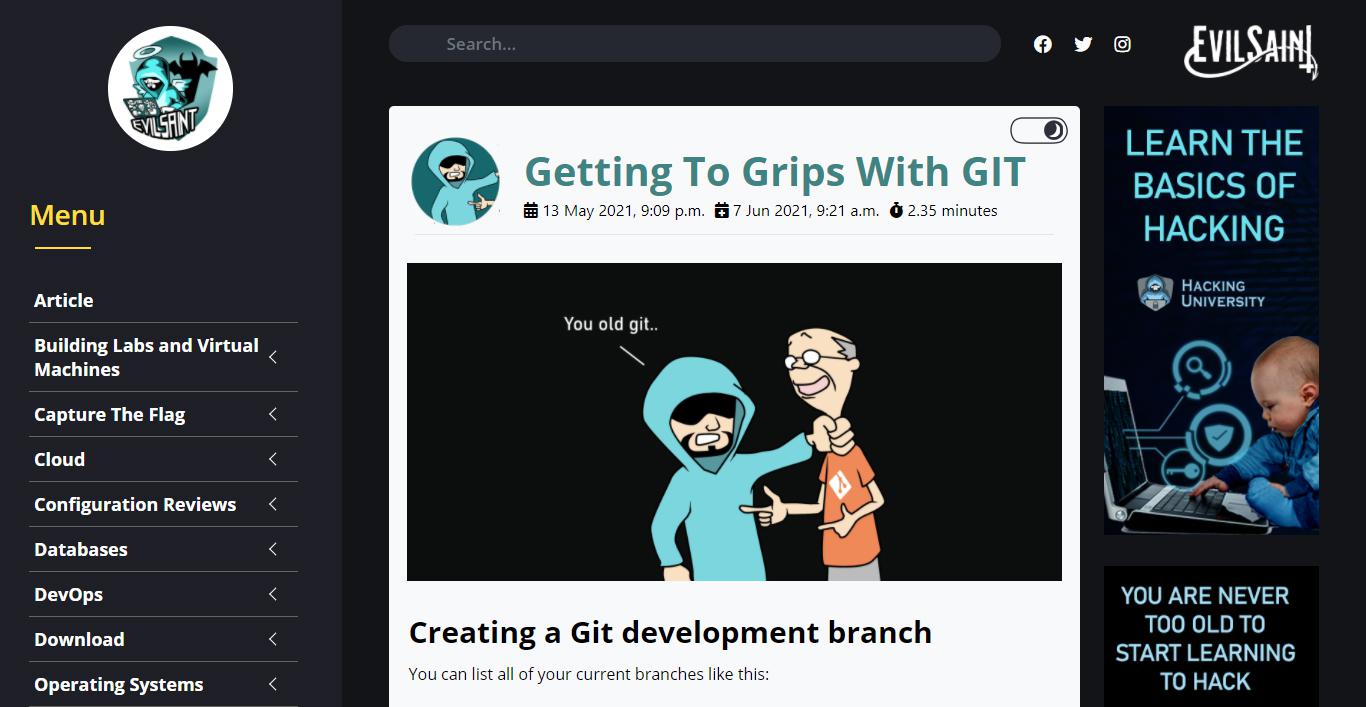 EVILSAINT
Menu
Article
Building Labs and Virtual
Machines
Capture The Flag
Cloud
Configuration Reviews
Databases
DevOps
Download
Operating Systems
Search...
EVILSAINT
Getting To Grips With GIT
13 May 2021, 9:09 p.m. 7 Jun 2021, 9:21 a.m. 2.35 minutes
You old git..
Creating a Git development branch
You can list all of your current branches like this:
LEARN THE
BASICS OF
HACKING
HACKING
UNIVERSITY
YOU ARE NEVER
TOO OLD TO
START LEARNING
TO HACK